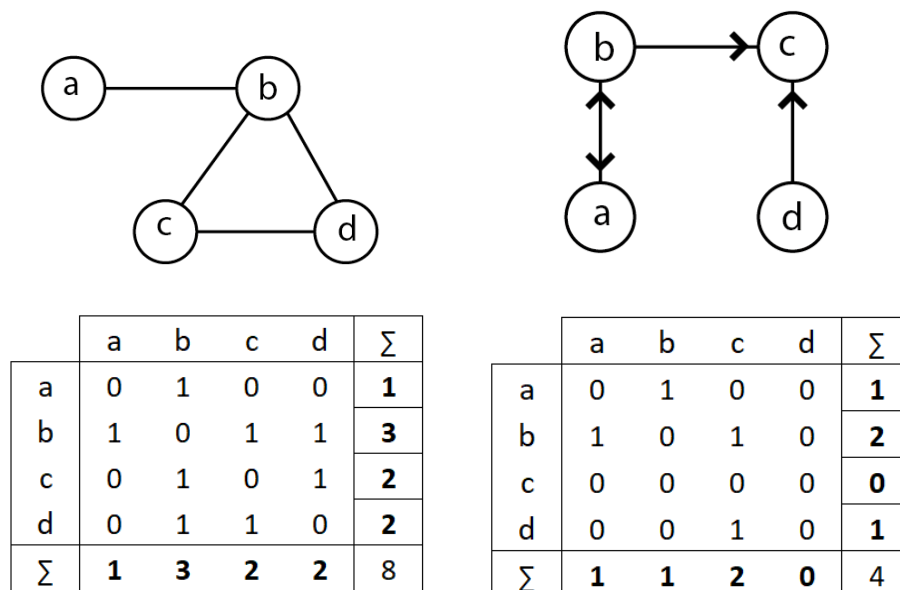 a b
c d
b c
a d
a b c d ∑
a 0 1 0 0 1
b 1 0 1 1 3
c 0 1 0 1 2
d 0 1 1 0 2
∑ 1 3 2 2 8
a b c d ∑
a 0 1 0 0 1
b 1 0 1 0 2
c 0 0 0 0 0
d 0 0 1 0 1
∑ 1 1 2 0 4